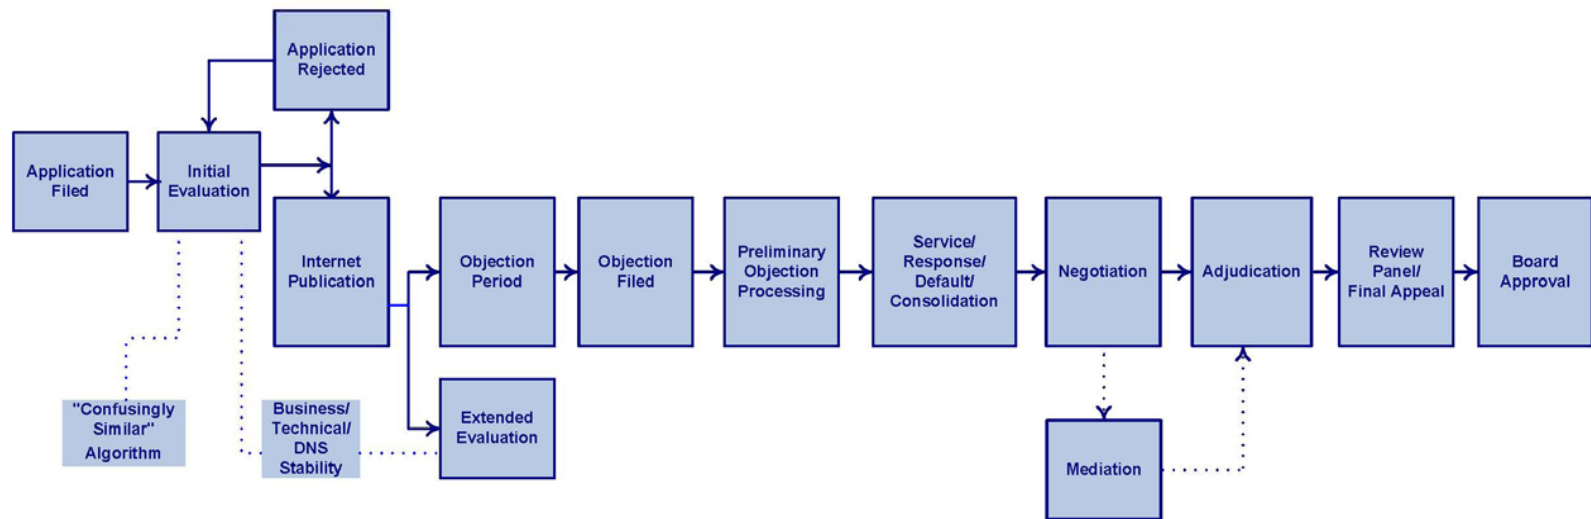 Application
Rejected
Application
Filed
Initial
Evaluation
Internet
Publication
Objection
Period
Objection
Filed
Preliminary
Objection
Processing
Service/
Response/
Default/
Consolidation
Negotiation
Adjudication
Review
Panel/
Final Appeal
Board
Approval
"Confusingly
Similar"
Algorithm
Business/
Technical/
DNS
Stability
Extended
Evaluation
Mediation